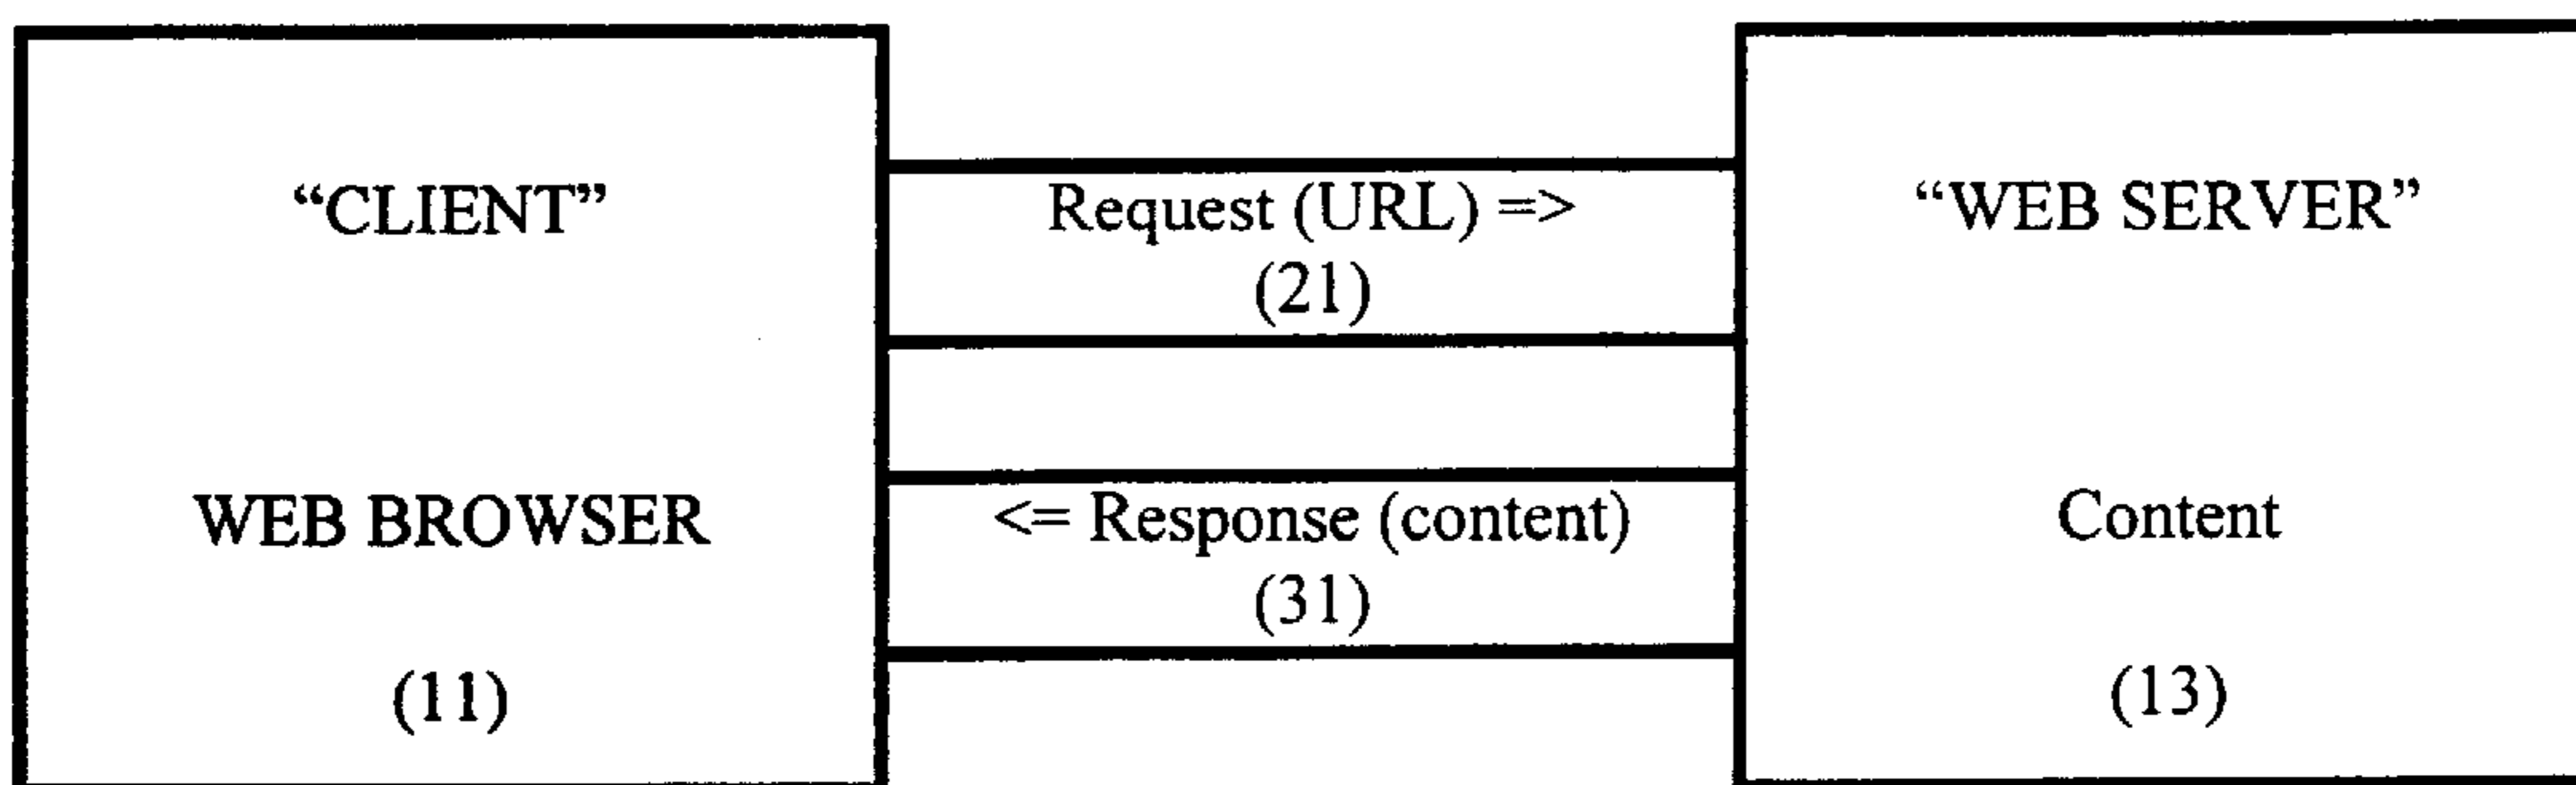 “CLIENT”
WEB BROWSER
(11)
Request (URL) =>
(21)
<= Response (content)
(31)
“WEB SERVER”
Content
(13)